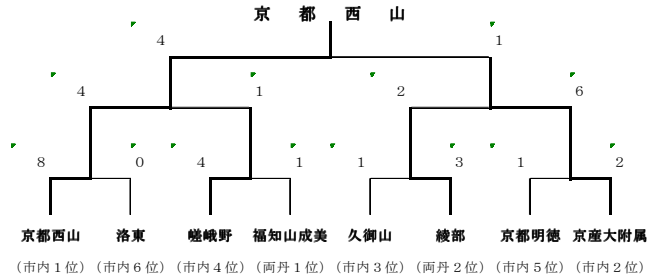 京都西山
4 1
4 1 2 6
8 0 4 1 1 3 1 2
京都西山 洛東 嵯峨野 福知山成美 久御山 綾部 京都明徳 京産大附属
（市内１位） （市内６位） （市内４位） （両丹１位） （市内３位） （両丹２位） （市内５位） （市内２位）